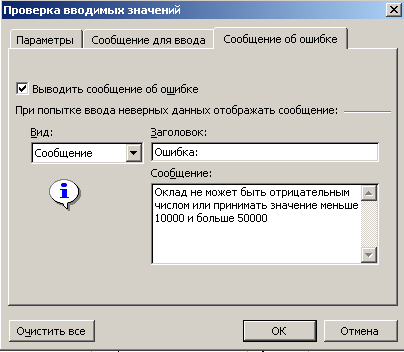 Проверка вводимых значений
Параметры Сообщение для ввода Сообщение об ошибке
Выводить сообщение об ошибке
При попытке ввода неверных данных отображать сообщение:
Вид: Заголовок:
Сообщение Ошибка:
Сообщение:
Оклад не может быть отрицательным
числом или принимать значение меньше
10000 и больше 50000
Очистить все ОК Отмена